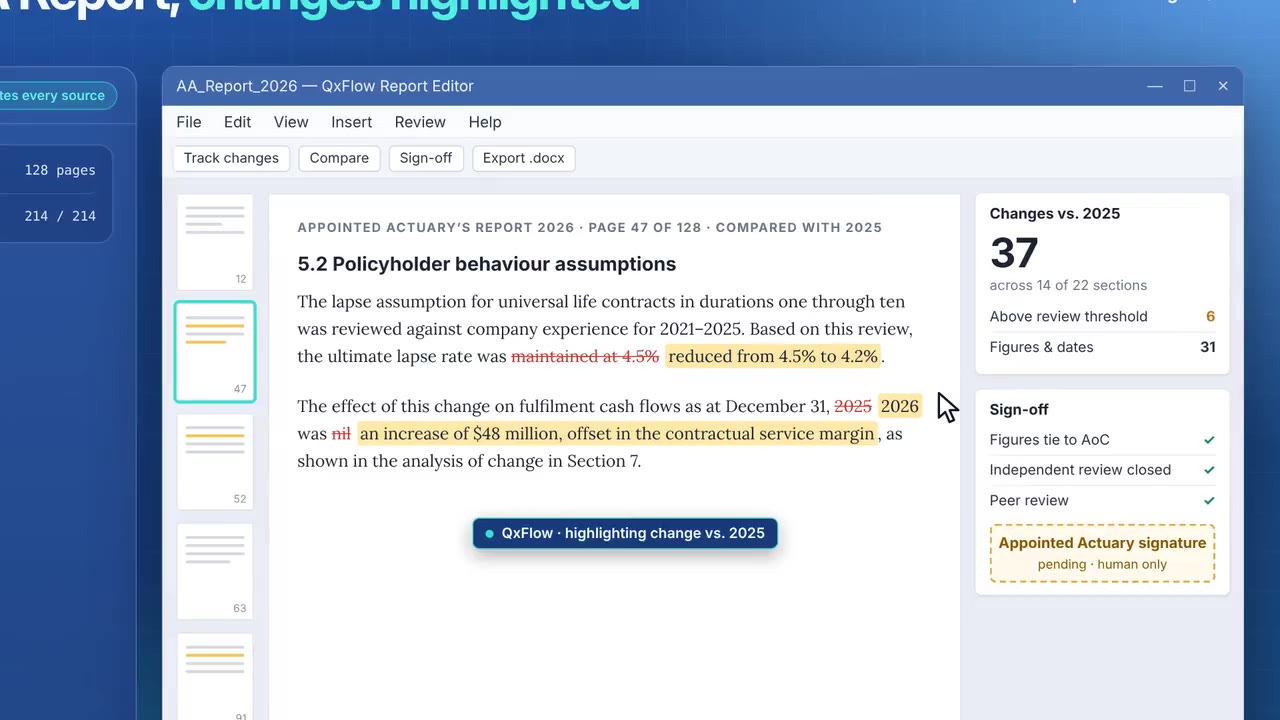 Report, changes highlighted
tes every source
128 pages
214 / 214
AA_Report_2026 — QxFlow Report Editor
File Edit View Insert Review Help
Track changes Compare Sign-off Export .docx
12
47
52
63
91
APPOINTED ACTUARY’S REPORT 2026 · PAGE 47 OF 128 · COMPARED WITH 2025
5.2 Policyholder behaviour assumptions
The lapse assumption for universal life contracts in durations one through ten
was reviewed against company experience for 2021–2025. Based on this review,
the ultimate lapse rate was maintained at 4.5% reduced from 4.5% to 4.2%.
The effect of this change on fulfilment cash flows as at December 31, 2025 2026
was nil an increase of $48 million, offset in the contractual service margin, as
shown in the analysis of change in Section 7.
QxFlow · highlighting change vs. 2025
Changes vs. 2025
37
across 14 of 22 sections
Above review threshold 6
Figures & dates 31
Sign-off
Figures tie to AoC ✓
Independent review closed ✓
Peer review ✓
Appointed Actuary signature
pending · human only